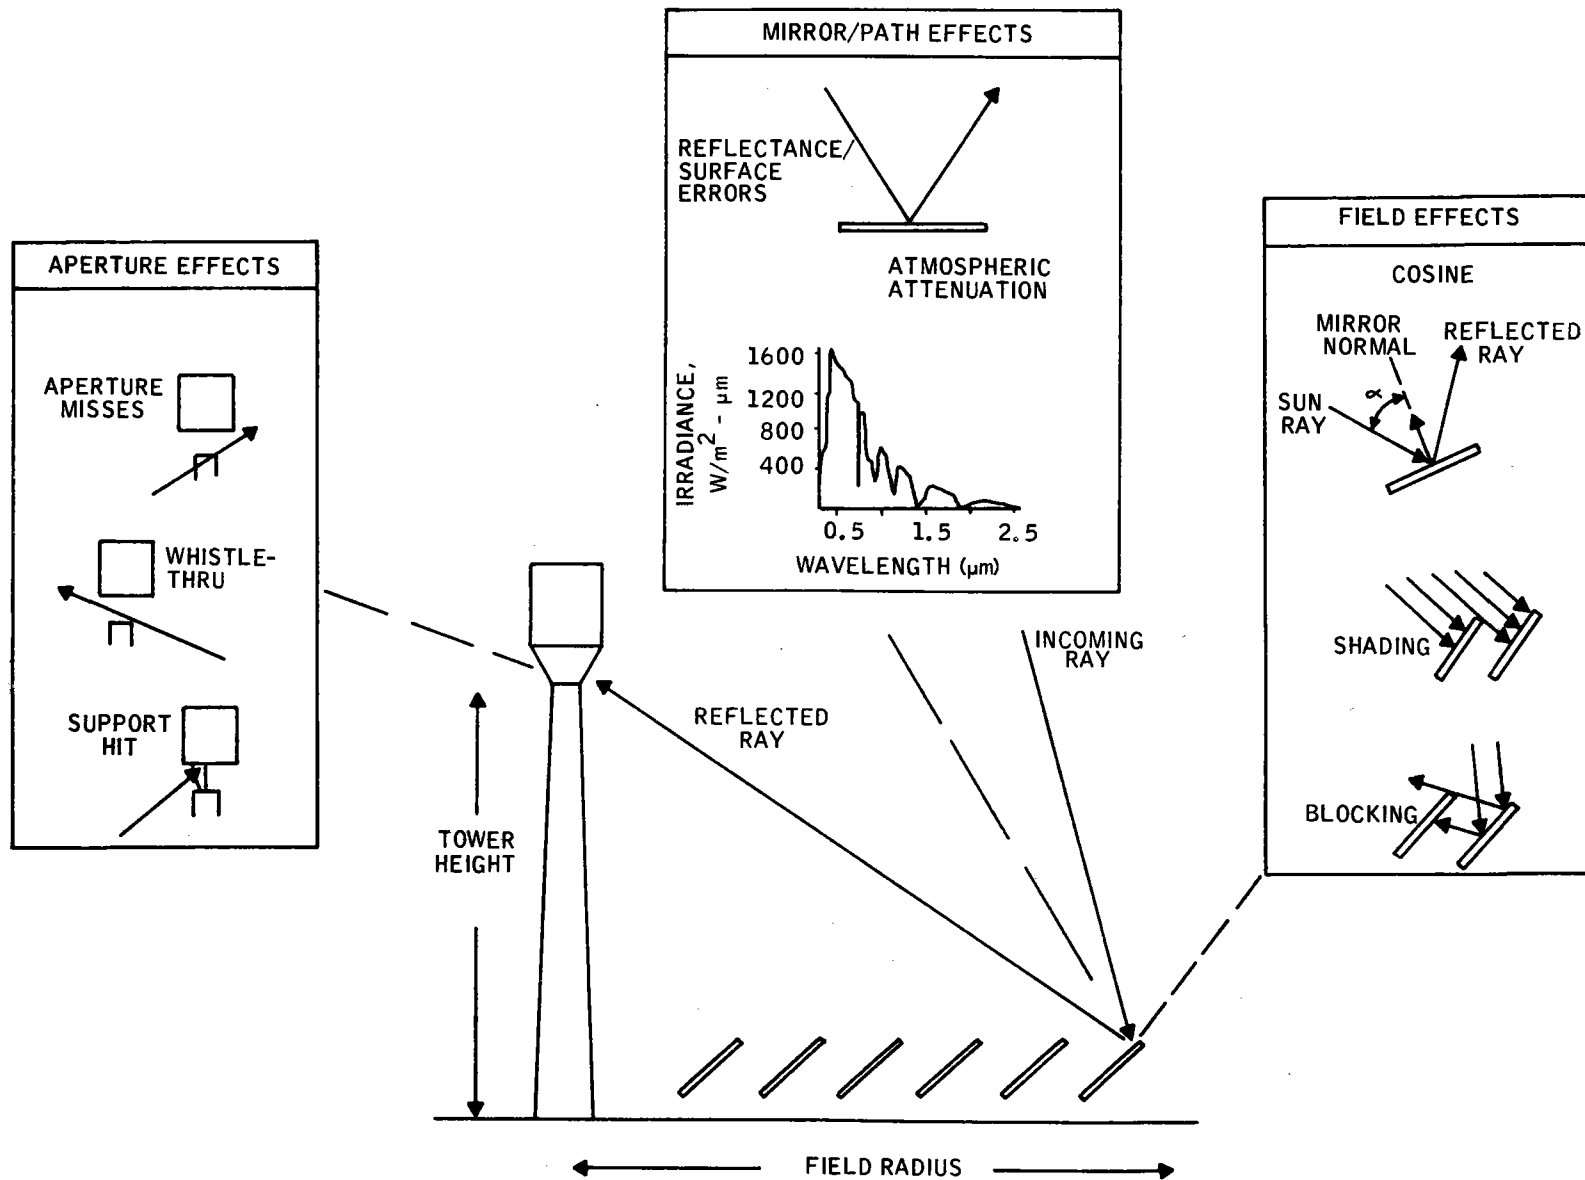 MIRROR/PATH EFFECTS
REFLECTANCE/
SURFACE
ERRORS
ATMOSPHERIC
ATTENUATION
IRRADIANCE,
W/m² - µm
1600
1200
800
400
0.5 1.5 2.5
WAVELENGTH (µm)
APERTURE EFFECTS
APERTURE
MISSES
WHISTLE-
THRU
SUPPORT
HIT
FIELD EFFECTS
COSINE
MIRROR
NORMAL
REFLECTED
RAY
SUN
RAY
α
SHADING
BLOCKING
INCOMING
RAY
REFLECTED
RAY
TOWER
HEIGHT
FIELD RADIUS